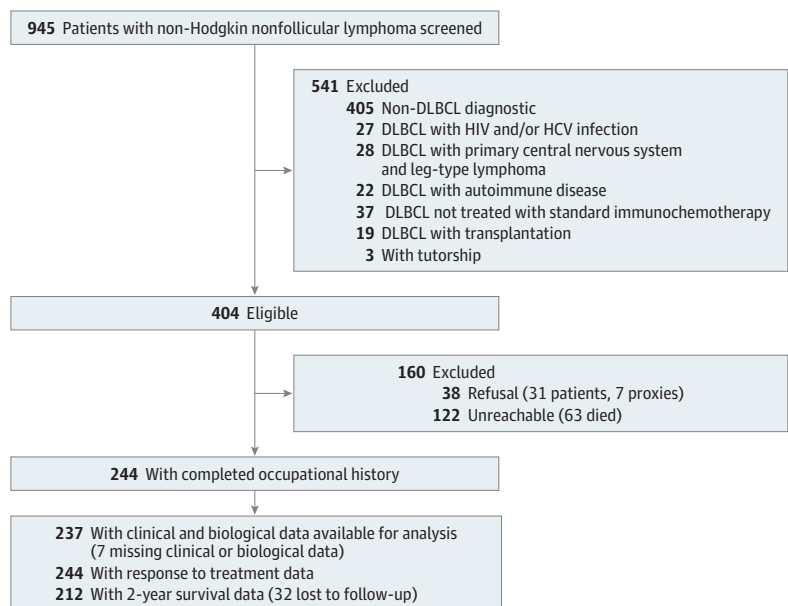 945 Patients with non-Hodgkin nonfollicular lymphoma screened
541 Excluded
405 Non-DLBCL diagnostic
27 DLBCL with HIV and/or HCV infection
28 DLBCL with primary central nervous system
and leg-type lymphoma
22 DLBCL with autoimmune disease
37 DLBCL not treated with standard immunochemotherapy
19 DLBCL with transplantation
3 With tutorship
404 Eligible
160 Excluded
38 Refusal (31 patients, 7 proxies)
122 Unreachable (63 died)
244 With completed occupational history
237 With clinical and biological data available for analysis
(7 missing clinical or biological data)
244 With response to treatment data
212 With 2-year survival data (32 lost to follow-up)